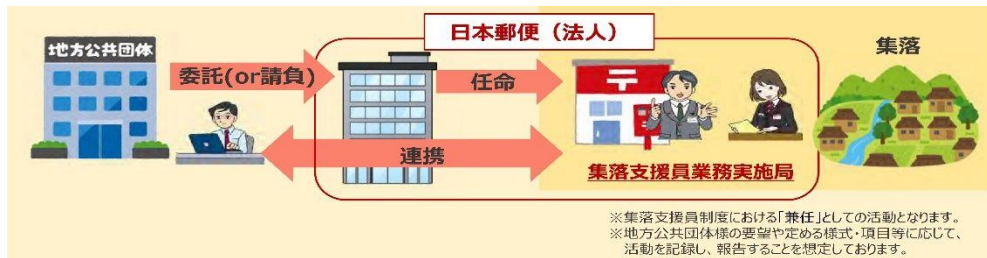 日本郵便（法人）
地方公共団体
集落
委託(or請負)
任命
連携
集落支援員業務実施局
※集落支援員制度における｢兼任｣としての活動となります。
※地方公共団体様の要望や定める様式･項目等に応じて、
活動を記録し、報告することを想定しております。